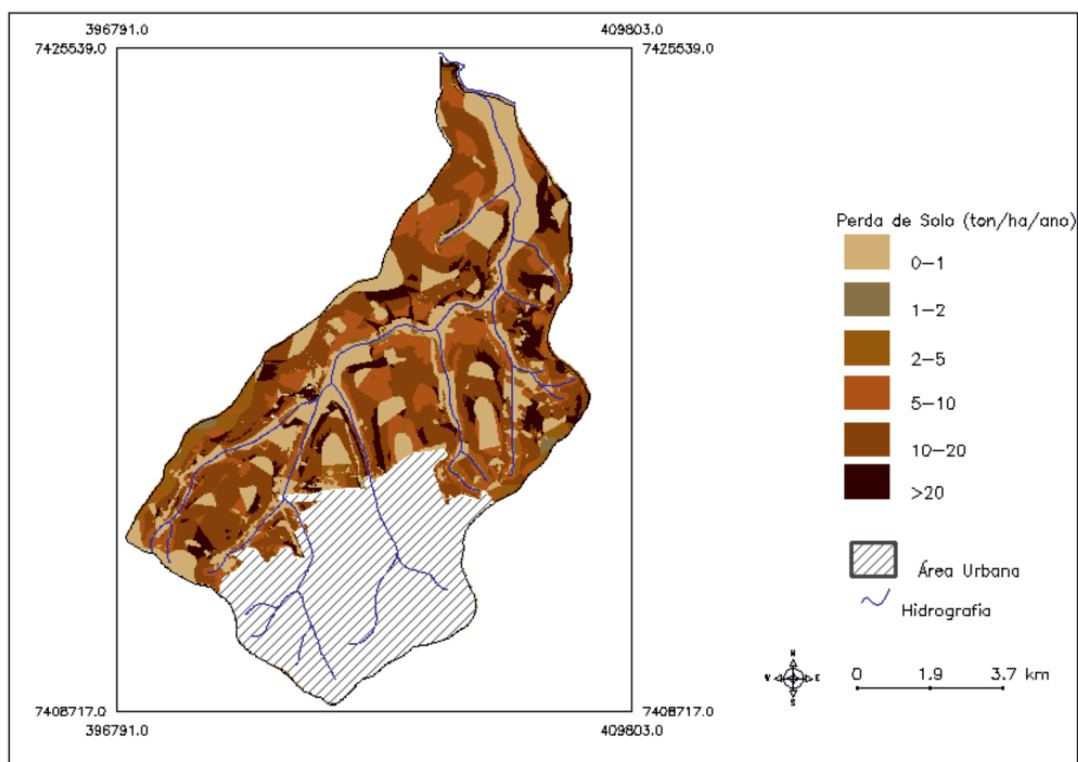 396791.0 409803.0
7425539.0 7425539.0
Perda de Solo (ton/ha/ano)
0-1
1-2
2-5
5-10
10-20
>20
Área Urbana
Hidrografía
N
V E
S
0 1.9 3.7 km
7408717.0 7408717.0
396791.0 409803.0